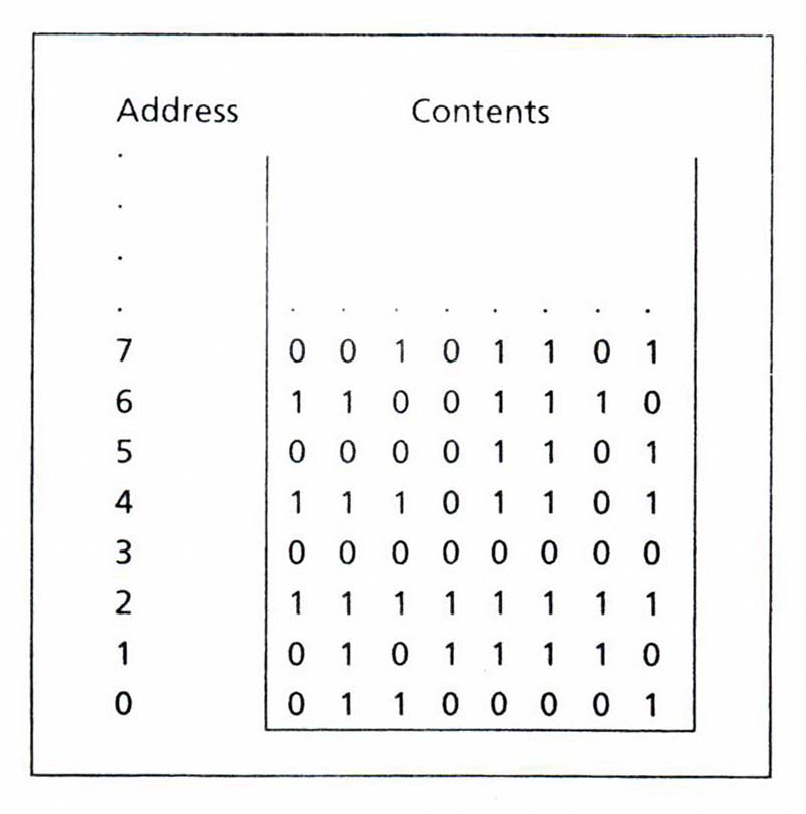 Address Contents
.
.
.
. . . . . . . . .
7 0 0 1 0 1 1 0 1
6 1 1 0 0 1 1 1 0
5 0 0 0 0 1 1 0 1
4 1 1 1 0 1 1 0 1
3 0 0 0 0 0 0 0 0
2 1 1 1 1 1 1 1 1
1 0 1 0 1 1 1 1 0
0 0 1 1 0 0 0 0 1